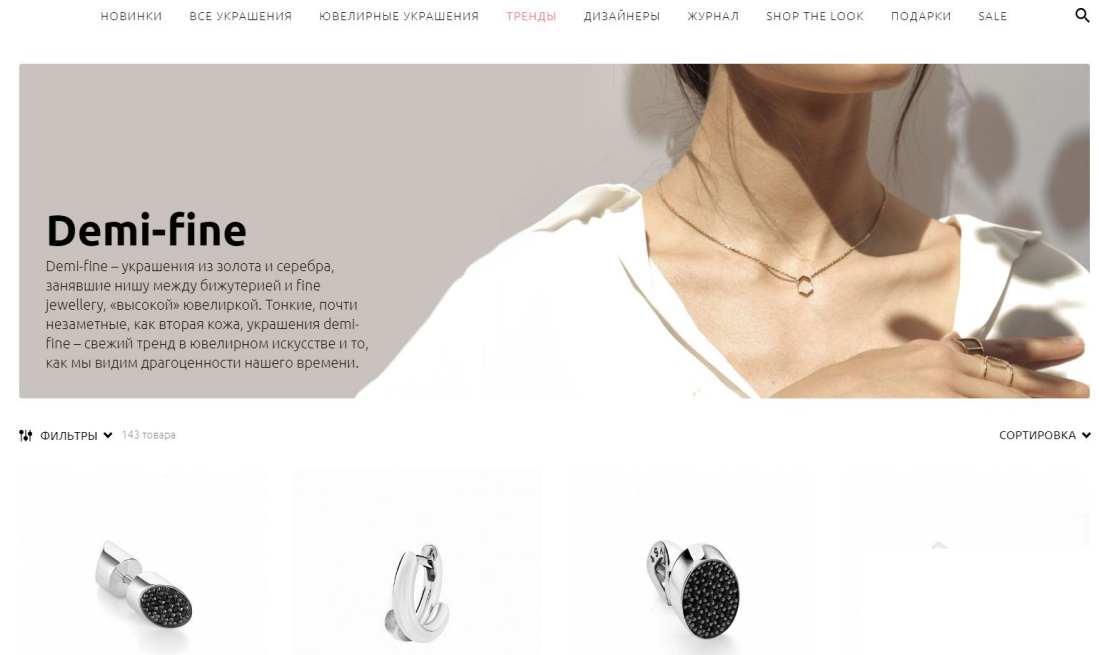 НОВИНКИ ВСЕ УКРАШЕНИЯ ЮВЕЛИРНЫЕ УКРАШЕНИЯ ТРЕНДЫ ДИЗАЙНЕРЫ ЖУРНАЛ SHOP THE LOOK ПОДАРКИ SALE
Demi-fine
Demi-fine – украшения из золота и серебра,
занявшие нишу между бижутерией и fine
jewellery, «высокой» ювелиркой. Тонкие, почти
незаметные, как вторая кожа, украшения demi-
fine – свежий тренд в ювелирном искусстве и то,
как мы видим драгоценности нашего времени.
ФИЛЬТРЫ 143 товара СОРТИРОВКА